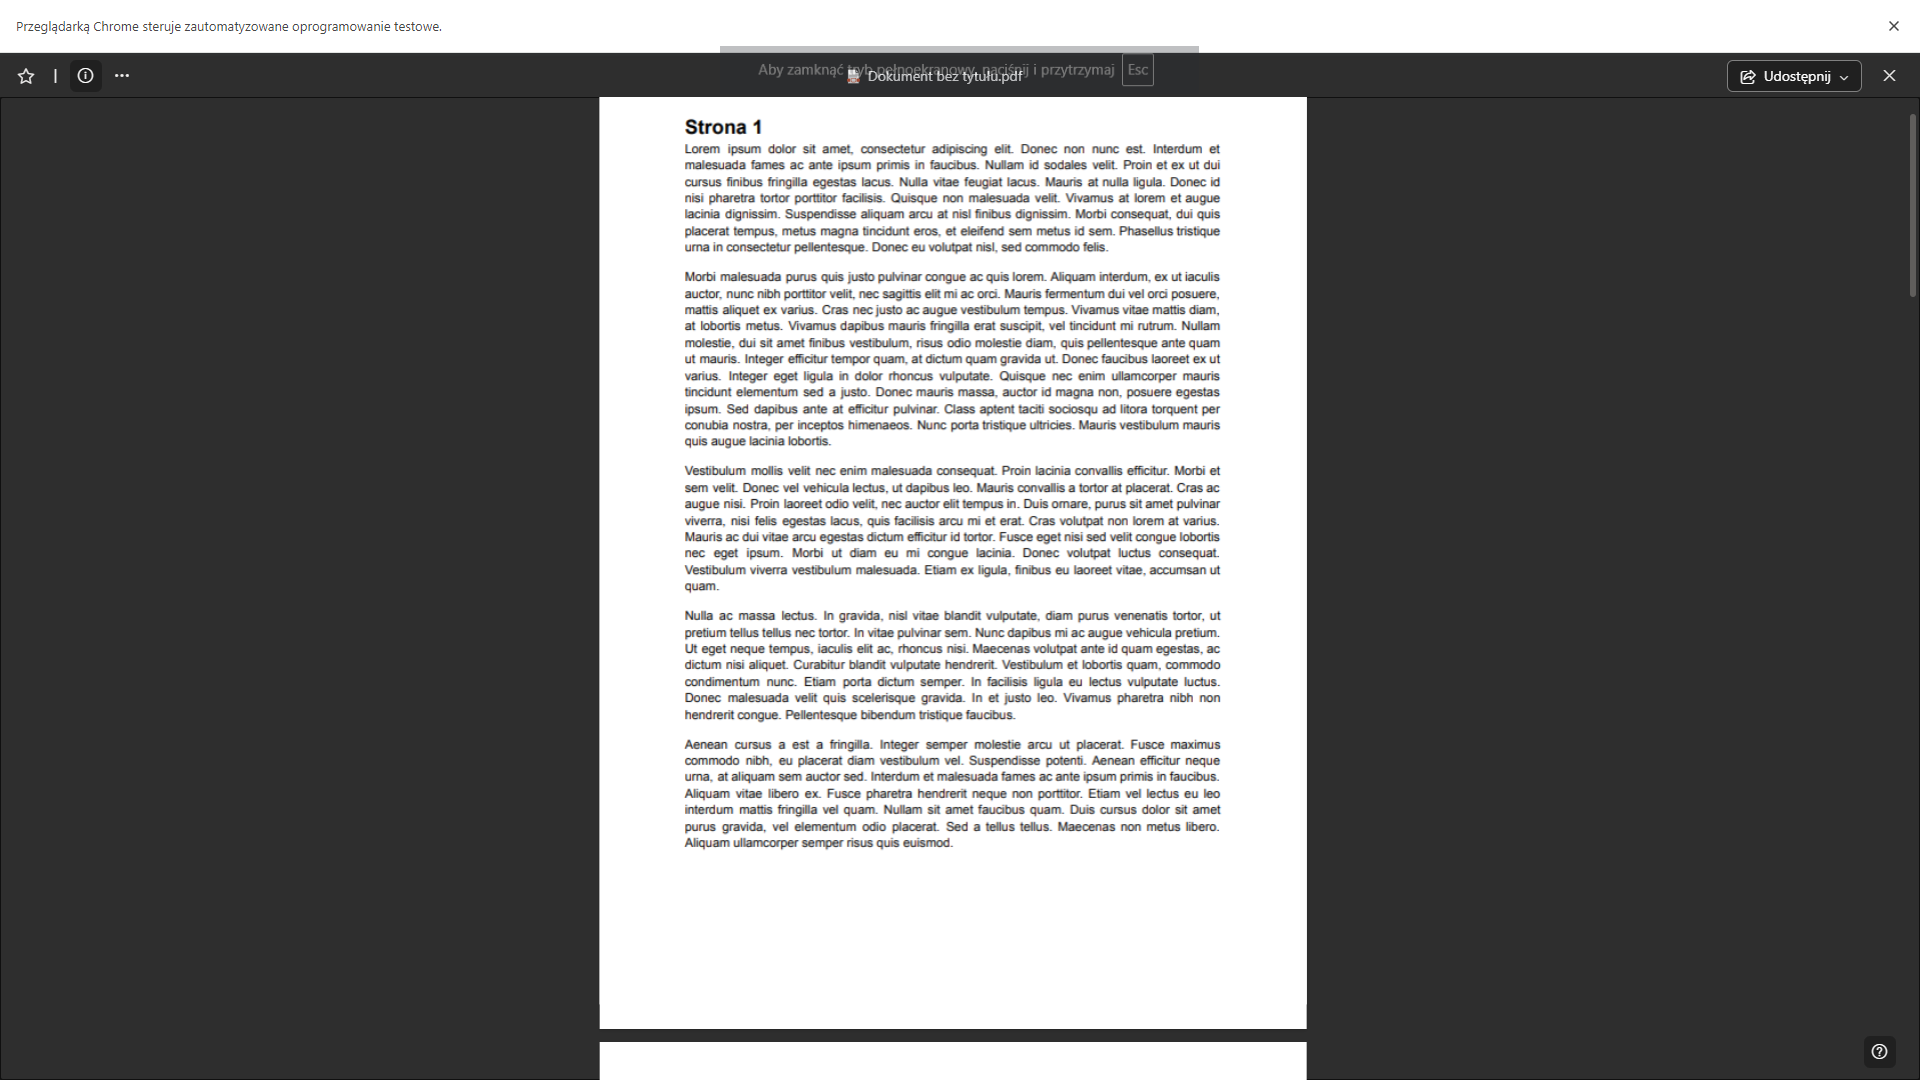 Przeglądarką Chrome steruje zautomatyzowane oprogramowanie testowe.
Aby zamknąć tryb pełnoekranowy, naciśnij i przytrzymaj Esc
Dokument bez tytułu.pdf
Udostępnij
Strona 1
Lorem ipsum dolor sit amet, consectetur adipiscing elit. Donec non nunc est. Interdum et
malesuada fames ac ante ipsum primis in faucibus. Nullam id sodales velit. Proin et ex ut dui
cursus finibus fringilla egestas lacus. Nulla vitae feugiat lacus. Mauris at nulla ligula. Donec id
nisi pharetra tortor porttitor facilisis. Quisque non malesuada velit. Vivamus at lorem et augue
lacinia dignissim. Suspendisse aliquam arcu at nisl finibus dignissim. Morbi consequat, dui quis
placerat tempus, metus magna tincidunt eros, et eleifend sem metus id sem. Phasellus tristique
urna in consectetur pellentesque. Donec eu volutpat nisl, sed commodo felis.
Morbi malesuada purus quis justo pulvinar congue ac quis lorem. Aliquam interdum, ex ut iaculis
auctor, nunc nibh porttitor velit, nec sagittis elit mi ac orci. Mauris fermentum dui vel orci posuere,
mattis aliquet ex varius. Cras nec justo ac augue vestibulum tempus. Vivamus vitae mattis diam,
at lobortis metus. Vivamus dapibus mauris fringilla erat suscipit, vel tincidunt mi rutrum. Nullam
molestie, dui sit amet finibus vestibulum, risus odio molestie diam, quis pellentesque ante quam
ut mauris. Integer efficitur tempor quam, at dictum quam gravida ut. Donec faucibus laoreet ex ut
varius. Integer eget ligula in dolor rhoncus vulputate. Quisque nec enim ullamcorper mauris
tincidunt elementum sed a justo. Donec mauris massa, auctor id magna non, posuere egestas
ipsum. Sed dapibus ante at efficitur pulvinar. Class aptent taciti sociosqu ad litora torquent per
conubia nostra, per inceptos himenaeos. Nunc porta tristique ultricies. Mauris vestibulum mauris
quis augue lacinia lobortis.
Vestibulum mollis velit nec enim malesuada consequat. Proin lacinia convallis efficitur. Morbi et
sem velit. Donec vel vehicula lectus, ut dapibus leo. Mauris convallis a tortor at placerat. Cras ac
augue nisi. Proin laoreet odio velit, nec auctor elit tempus in. Duis ornare, purus sit amet pulvinar
viverra, nisi felis egestas lacus, quis facilisis arcu mi et erat. Cras volutpat non lorem at varius.
Mauris ac dui vitae arcu egestas dictum efficitur id tortor. Fusce eget nisi sed velit congue lobortis
nec eget ipsum. Morbi ut diam eu mi congue lacinia. Donec volutpat luctus consequat.
Vestibulum viverra vestibulum malesuada. Etiam ex ligula, finibus eu laoreet vitae, accumsan ut
quam.
Nulla ac massa lectus. In gravida, nisl vitae blandit vulputate, diam purus venenatis tortor, ut
pretium tellus tellus nec tortor. In vitae pulvinar sem. Nunc dapibus mi ac augue vehicula pretium.
Ut eget neque tempus, iaculis elit ac, rhoncus nisi. Maecenas volutpat ante id quam egestas, ac
dictum nisi aliquet. Curabitur blandit vulputate hendrerit. Vestibulum et lobortis quam, commodo
condimentum nunc. Etiam porta dictum semper. In facilisis ligula eu lectus vulputate luctus.
Donec malesuada velit quis scelerisque gravida. In et justo leo. Vivamus pharetra nibh non
hendrerit congue. Pellentesque bibendum tristique faucibus.
Aenean cursus a est a fringilla. Integer semper molestie arcu ut placerat. Fusce maximus
commodo nibh, eu placerat diam vestibulum vel. Suspendisse potenti. Aenean efficitur neque
urna, at aliquam sem auctor sed. Interdum et malesuada fames ac ante ipsum primis in faucibus.
Aliquam vitae libero ex. Fusce pharetra hendrerit neque non porttitor. Etiam vel lectus eu leo
interdum mattis fringilla vel quam. Nullam sit amet faucibus quam. Duis cursus dolor sit amet
purus gravida, vel elementum odio placerat. Sed a tellus tellus. Maecenas non metus libero.
Aliquam ullamcorper semper risus quis euismod.